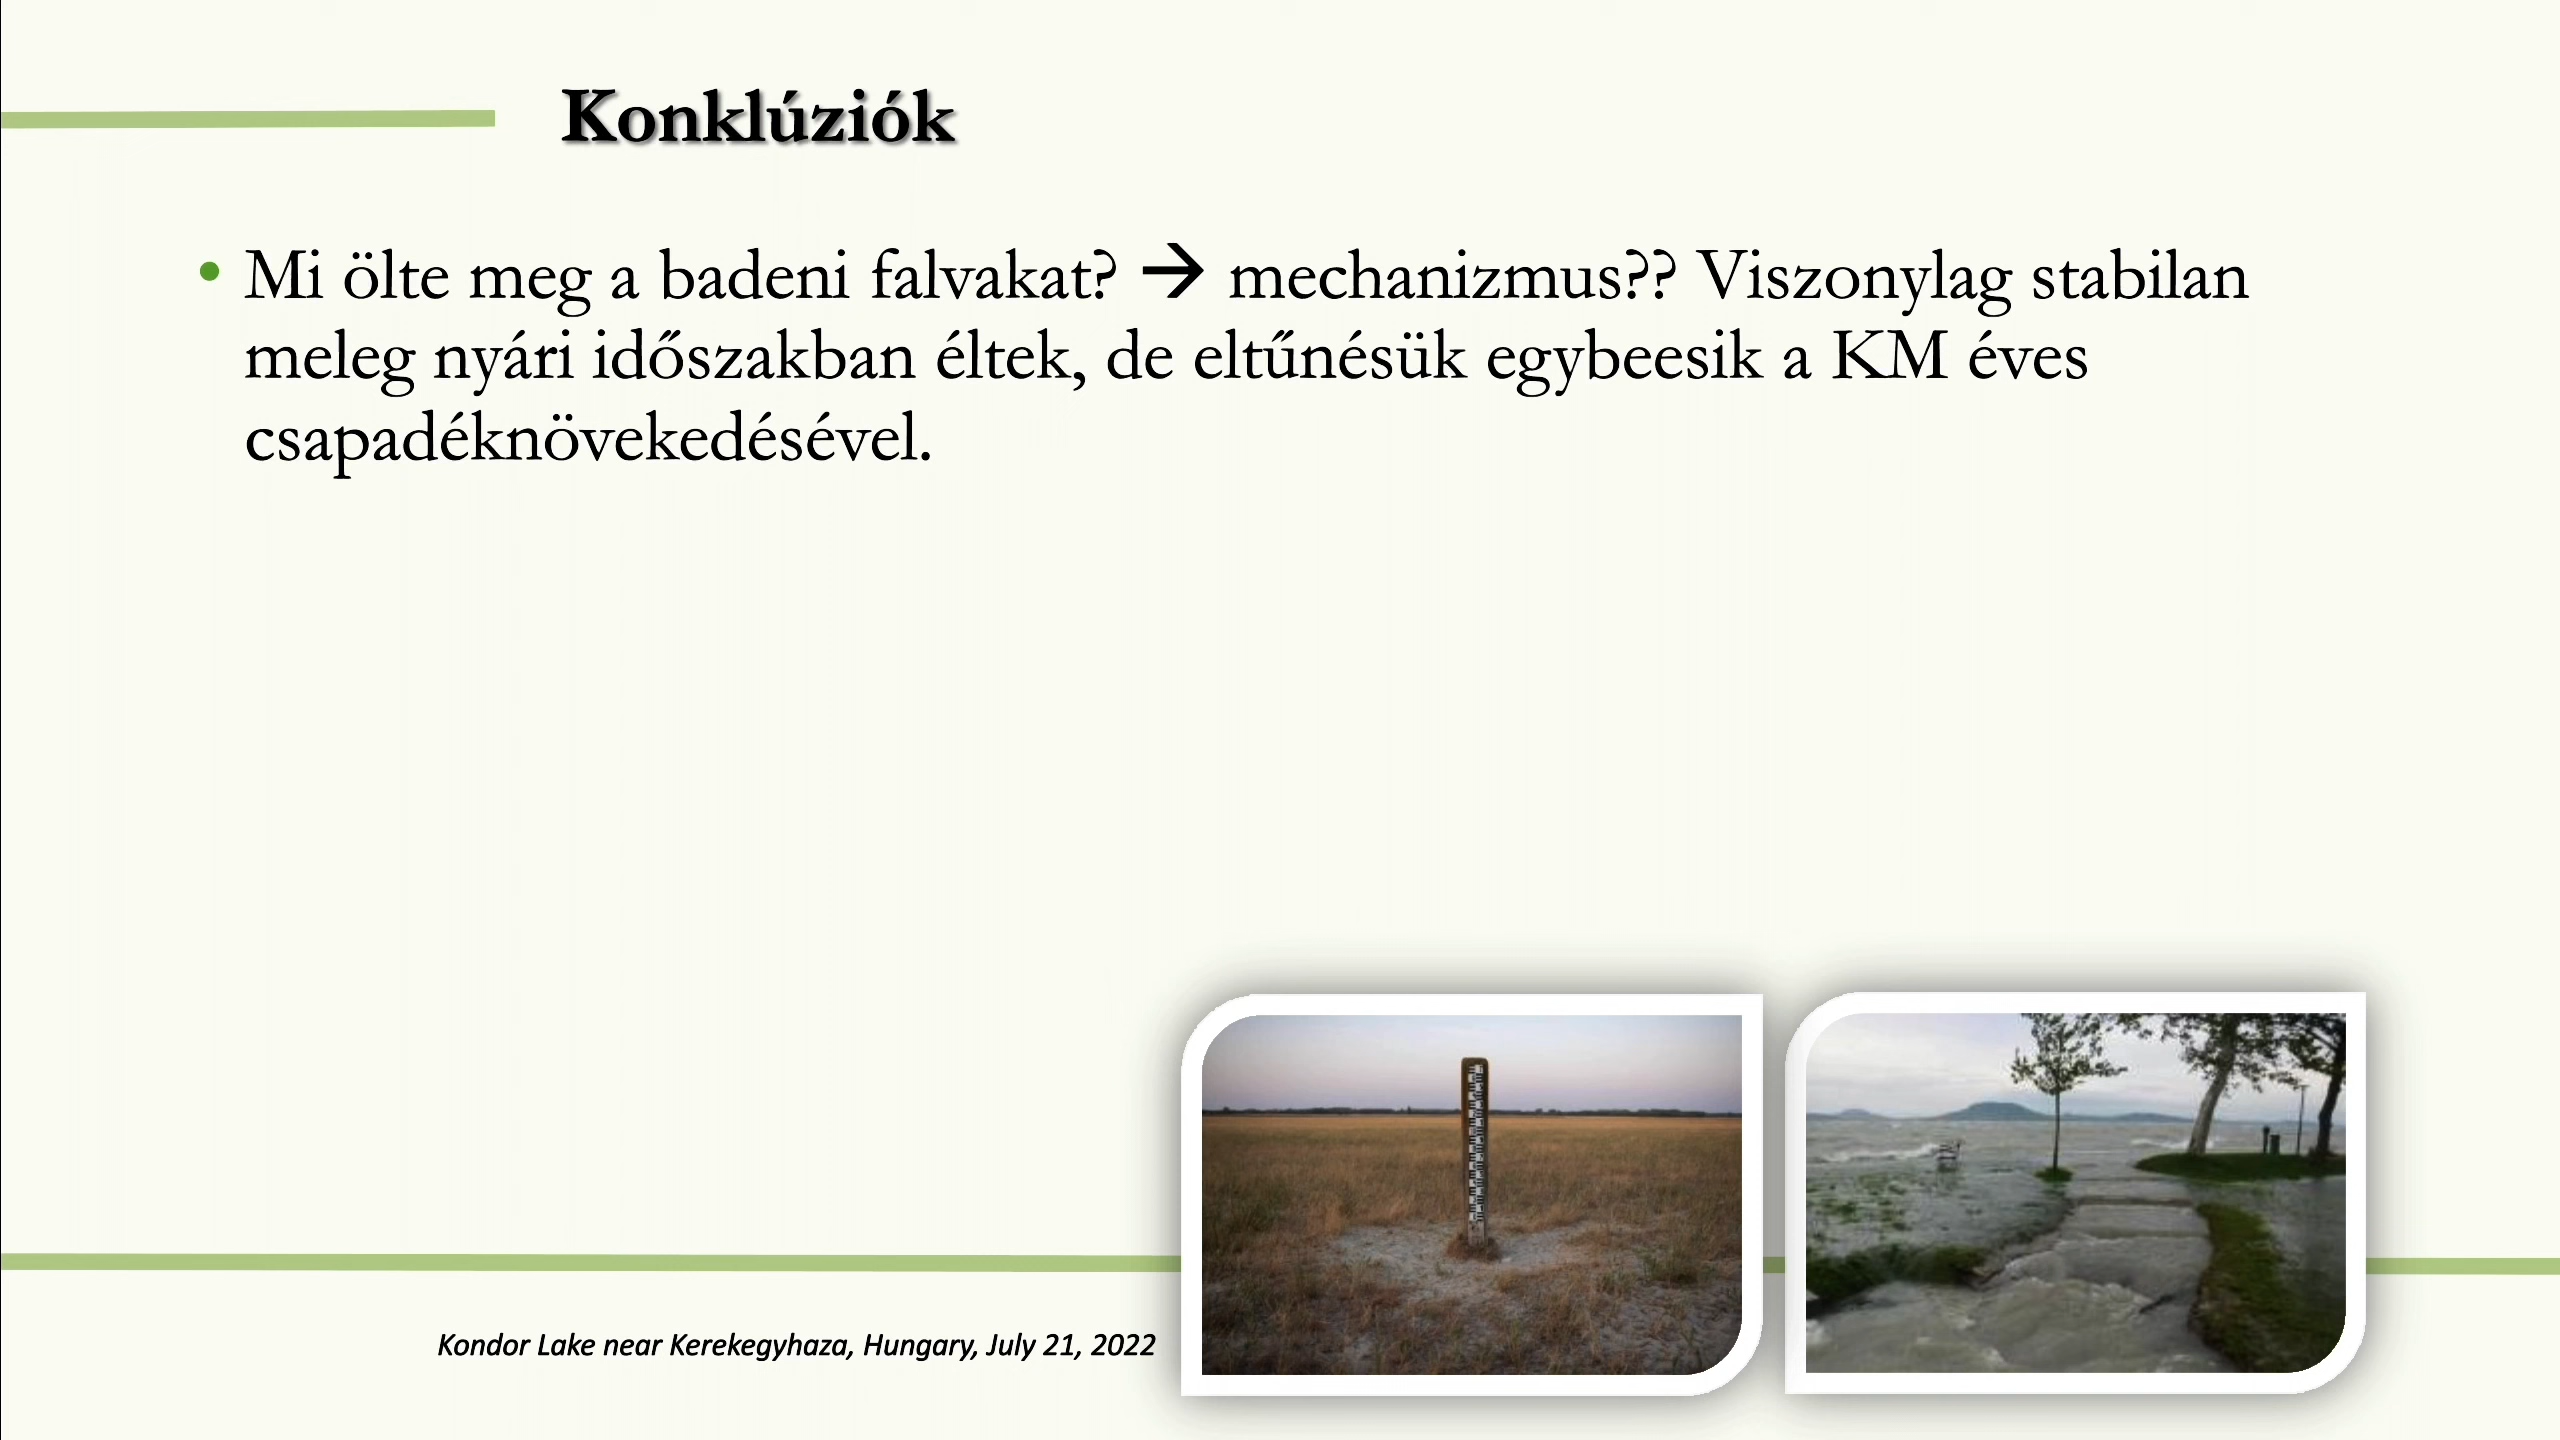 Konklúziók
• Mi ölte meg a badeni falvakat? → mechanizmus?? Viszonylag stabilan
meleg nyári időszakban éltek, de eltűnésük egybeesik a KM éves
csapadéknövekedésével.
Kondor Lake near Kerekegyhaza, Hungary, July 21, 2022